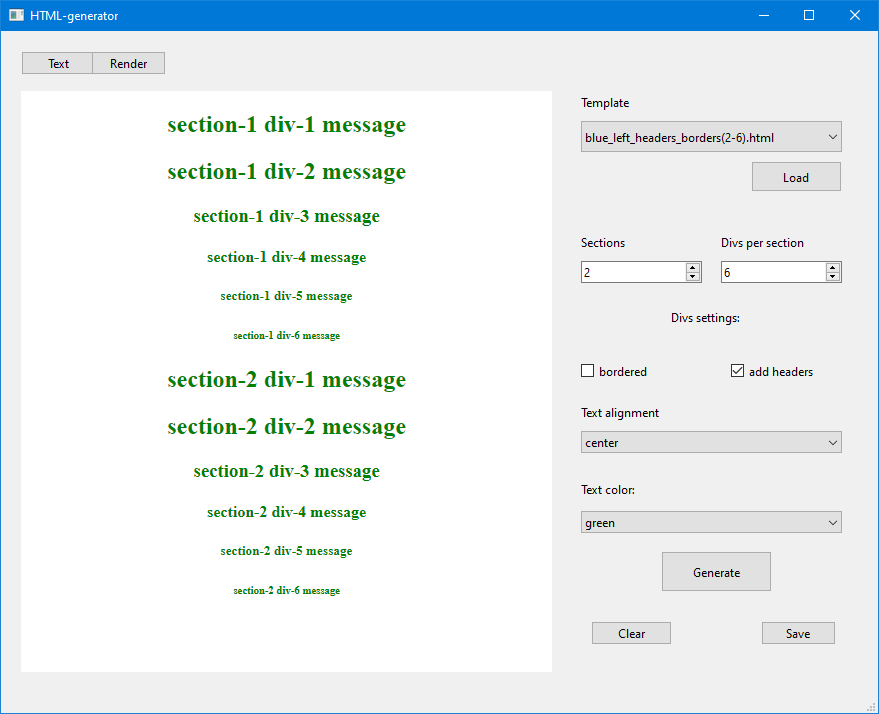 HTML-generator
Text Render
section-1 div-1 message
section-1 div-2 message
section-1 div-3 message
section-1 div-4 message
section-1 div-5 message
section-1 div-6 message
section-2 div-1 message
section-2 div-2 message
section-2 div-3 message
section-2 div-4 message
section-2 div-5 message
section-2 div-6 message
Template
blue_left_headers_borders(2-6).html
Load
Sections Divs per section
2 6
Divs settings:
bordered add headers
Text alignment
center
Text color:
green
Generate
Clear Save